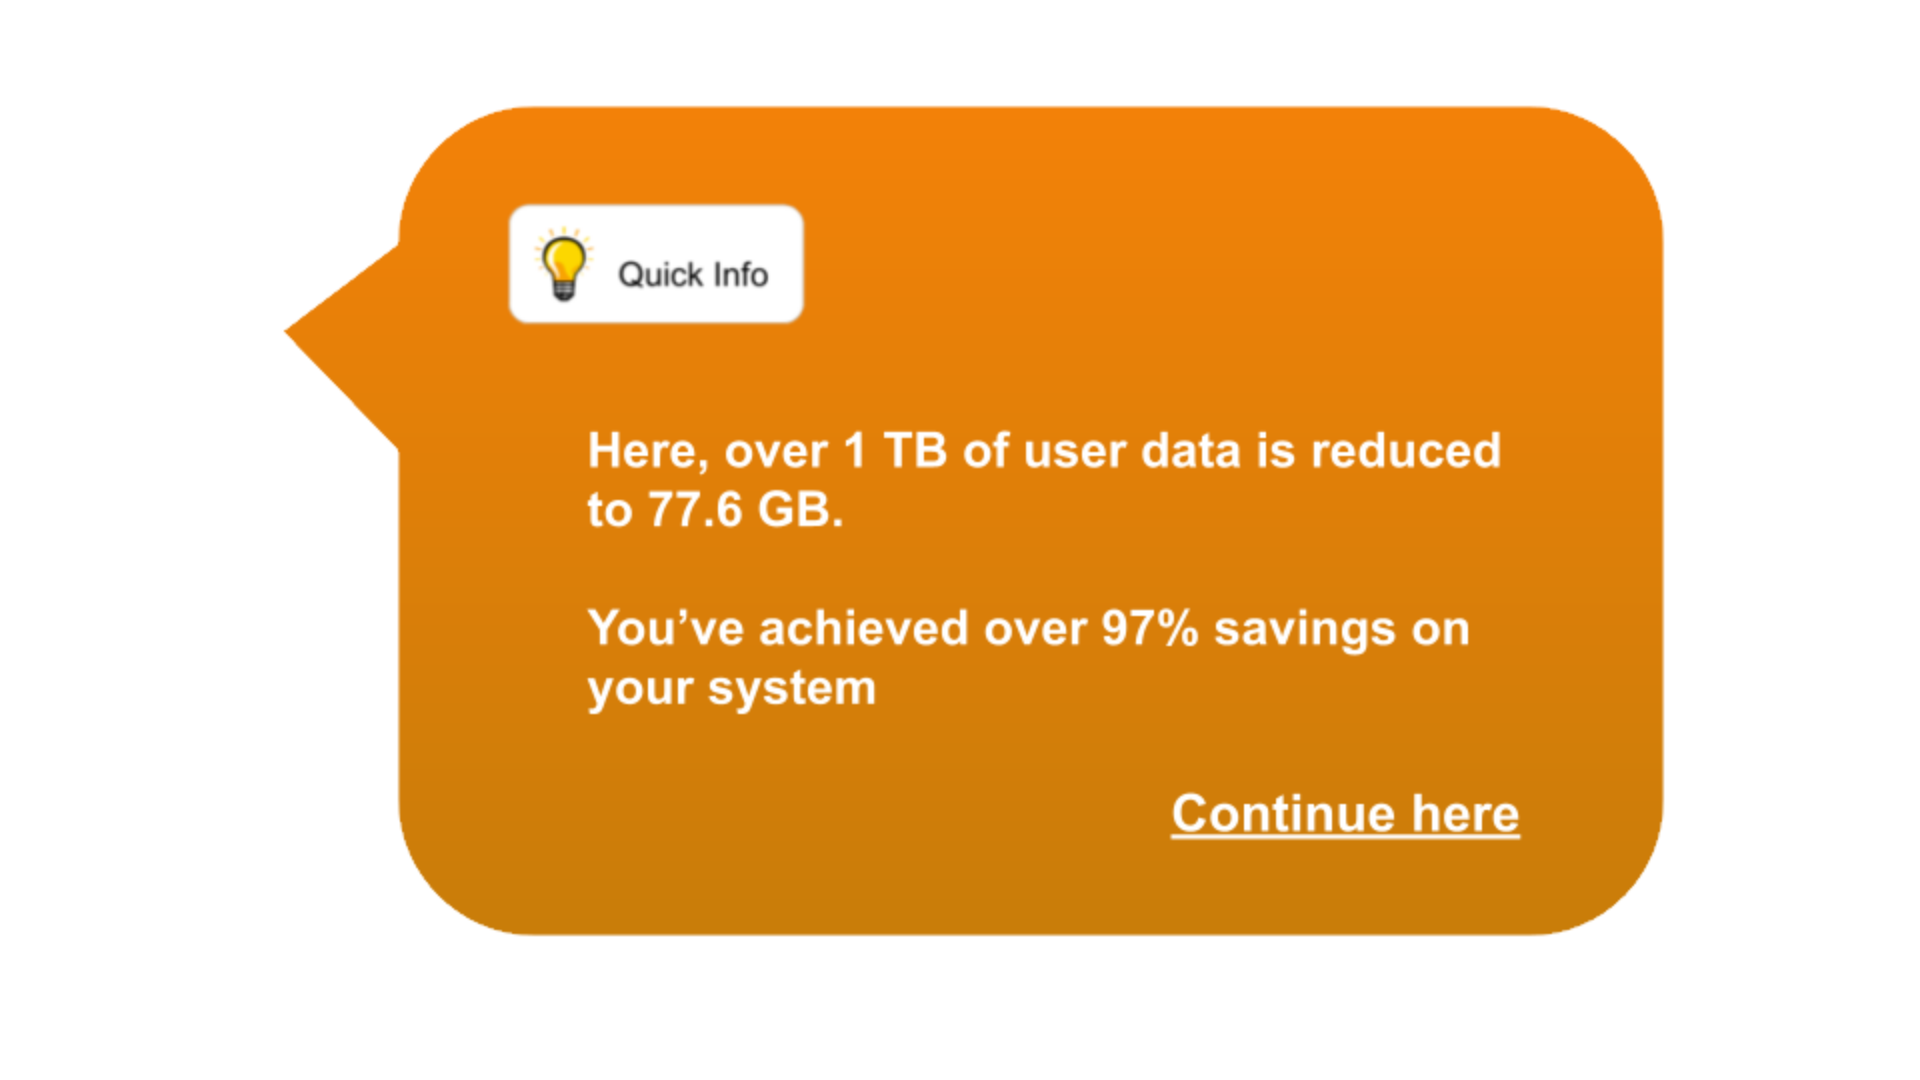 Quick Info
Here, over 1 TB of user data is reduced
to 77.6 GB.
You’ve achieved over 97% savings on
your system
Continue here